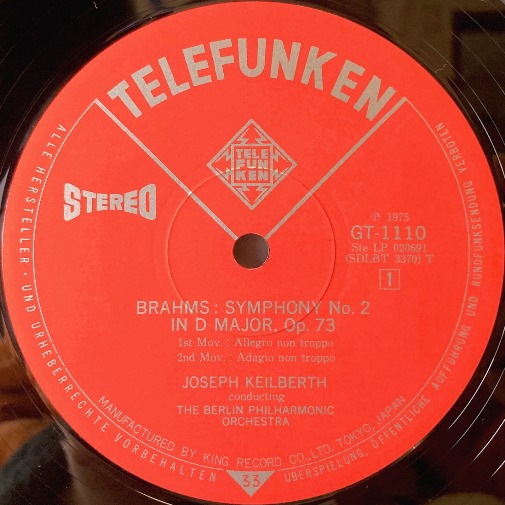 TELEFUNKEN
TELE
FUN
KEN
STEREO
℗ 1975
GT-1110
Ste LP 020691
(SDLBT 3370) T
1
BRAHMS : SYMPHONY No. 2
IN D MAJOR, Op. 73
1st Mov. : Allegro non troppo
2nd Mov. : Adagio non troppo
JOSEPH KEILBERTH
conducting
THE BERLIN PHILHARMONIC
ORCHESTRA
MANUFACTURED BY KING RECORD CO., LTD. TOKYO, JAPAN
ALLE HERSTELLER - UND URHEBERRECHTE VORBEHALTEN
33
ÜBERSPIELUNG, ÖFFENTLICHE AUFFÜHRUNG UND RUNDFUNKSENDUNG VERBOTEN